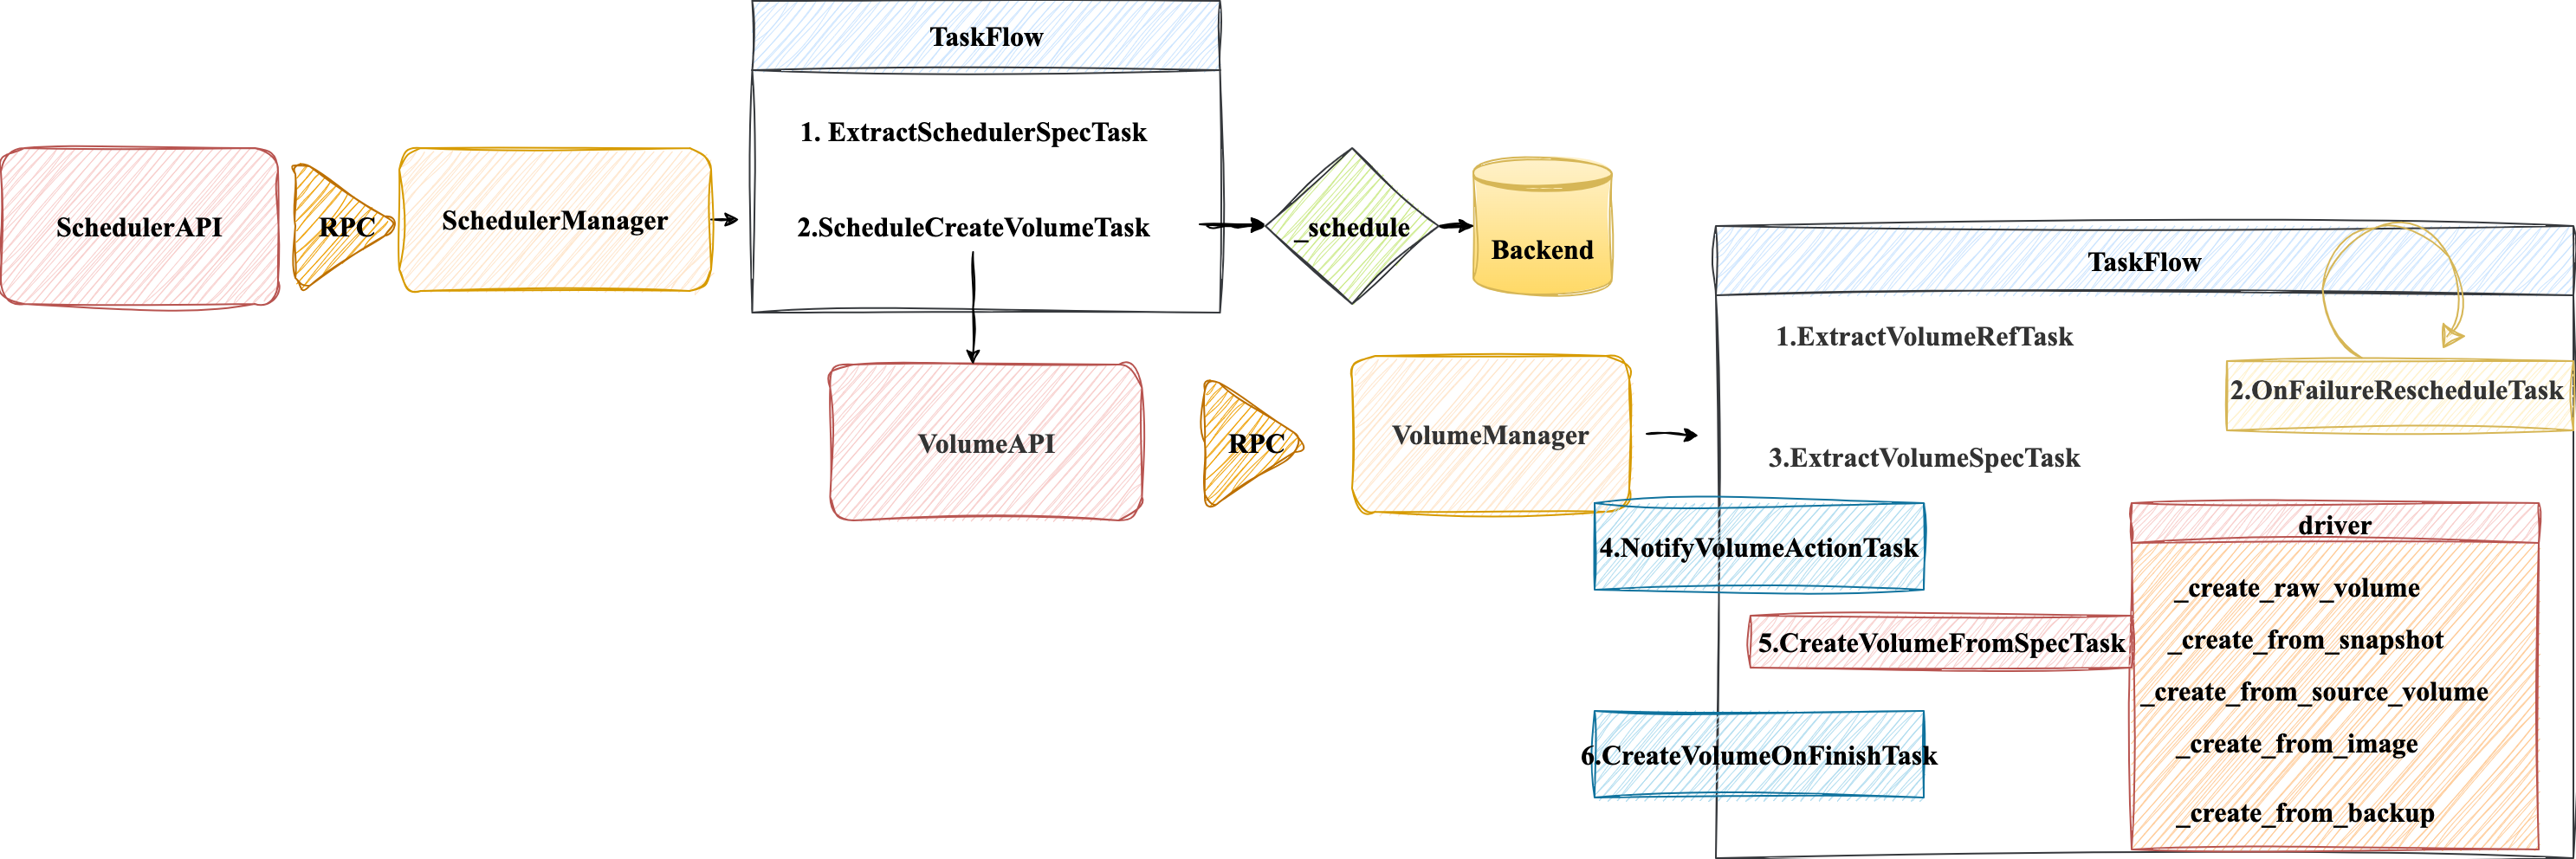 TaskFlow
1. ExtractSchedulerSpecTask
2.ScheduleCreateVolumeTask
SchedulerAPI
RPC
SchedulerManager
_schedule
Backend
VolumeAPI
RPC
VolumeManager
TaskFlow
1.ExtractVolumeRefTask
2.OnFailureRescheduleTask
3.ExtractVolumeSpecTask
4.NotifyVolumeActionTask
5.CreateVolumeFromSpecTask
6.CreateVolumeOnFinishTask
driver
_create_raw_volume
_create_from_snapshot
_create_from_source_volume
_create_from_image
_create_from_backup